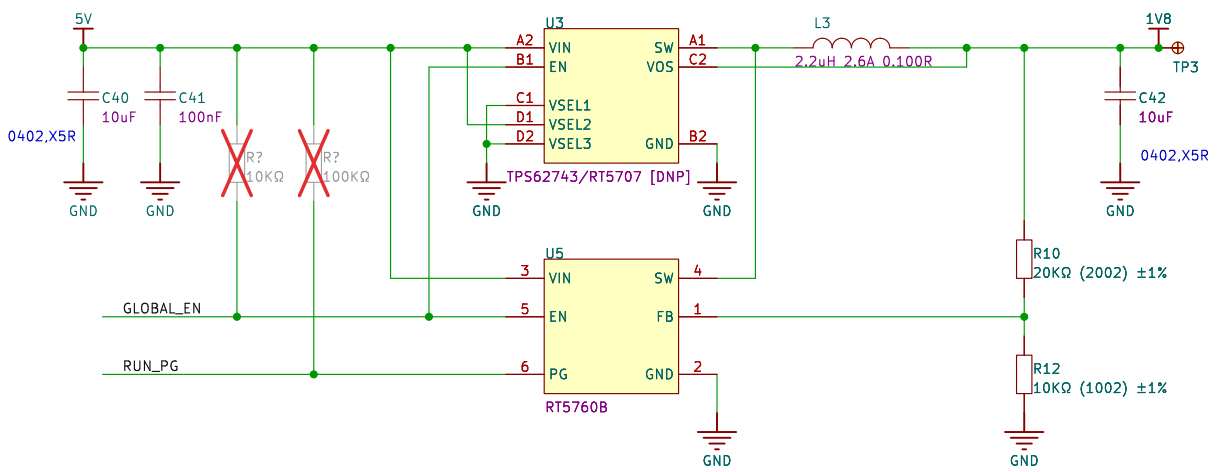 5V
U3
L3
1V8
A2 VIN SW A1
B1 EN VOS C2
2.2uH 2.6A 0.100R
TP3
C40
10uF
C41
100nF
C1 VSEL1
D1 VSEL2
D2 VSEL3 GND B2
C42
10uF
0402,X5R
R?
10KΩ
R?
100KΩ
0402,X5R
TPS62743/RT5707 [DNP]
GND
GND
GND
GND
GND
U5
3 VIN SW 4
R10
20KΩ (2002) ±1%
GLOBAL_EN
5 EN FB 1
RUN_PG
6 PG GND 2
R12
10KΩ (1002) ±1%
RT5760B
GND
GND